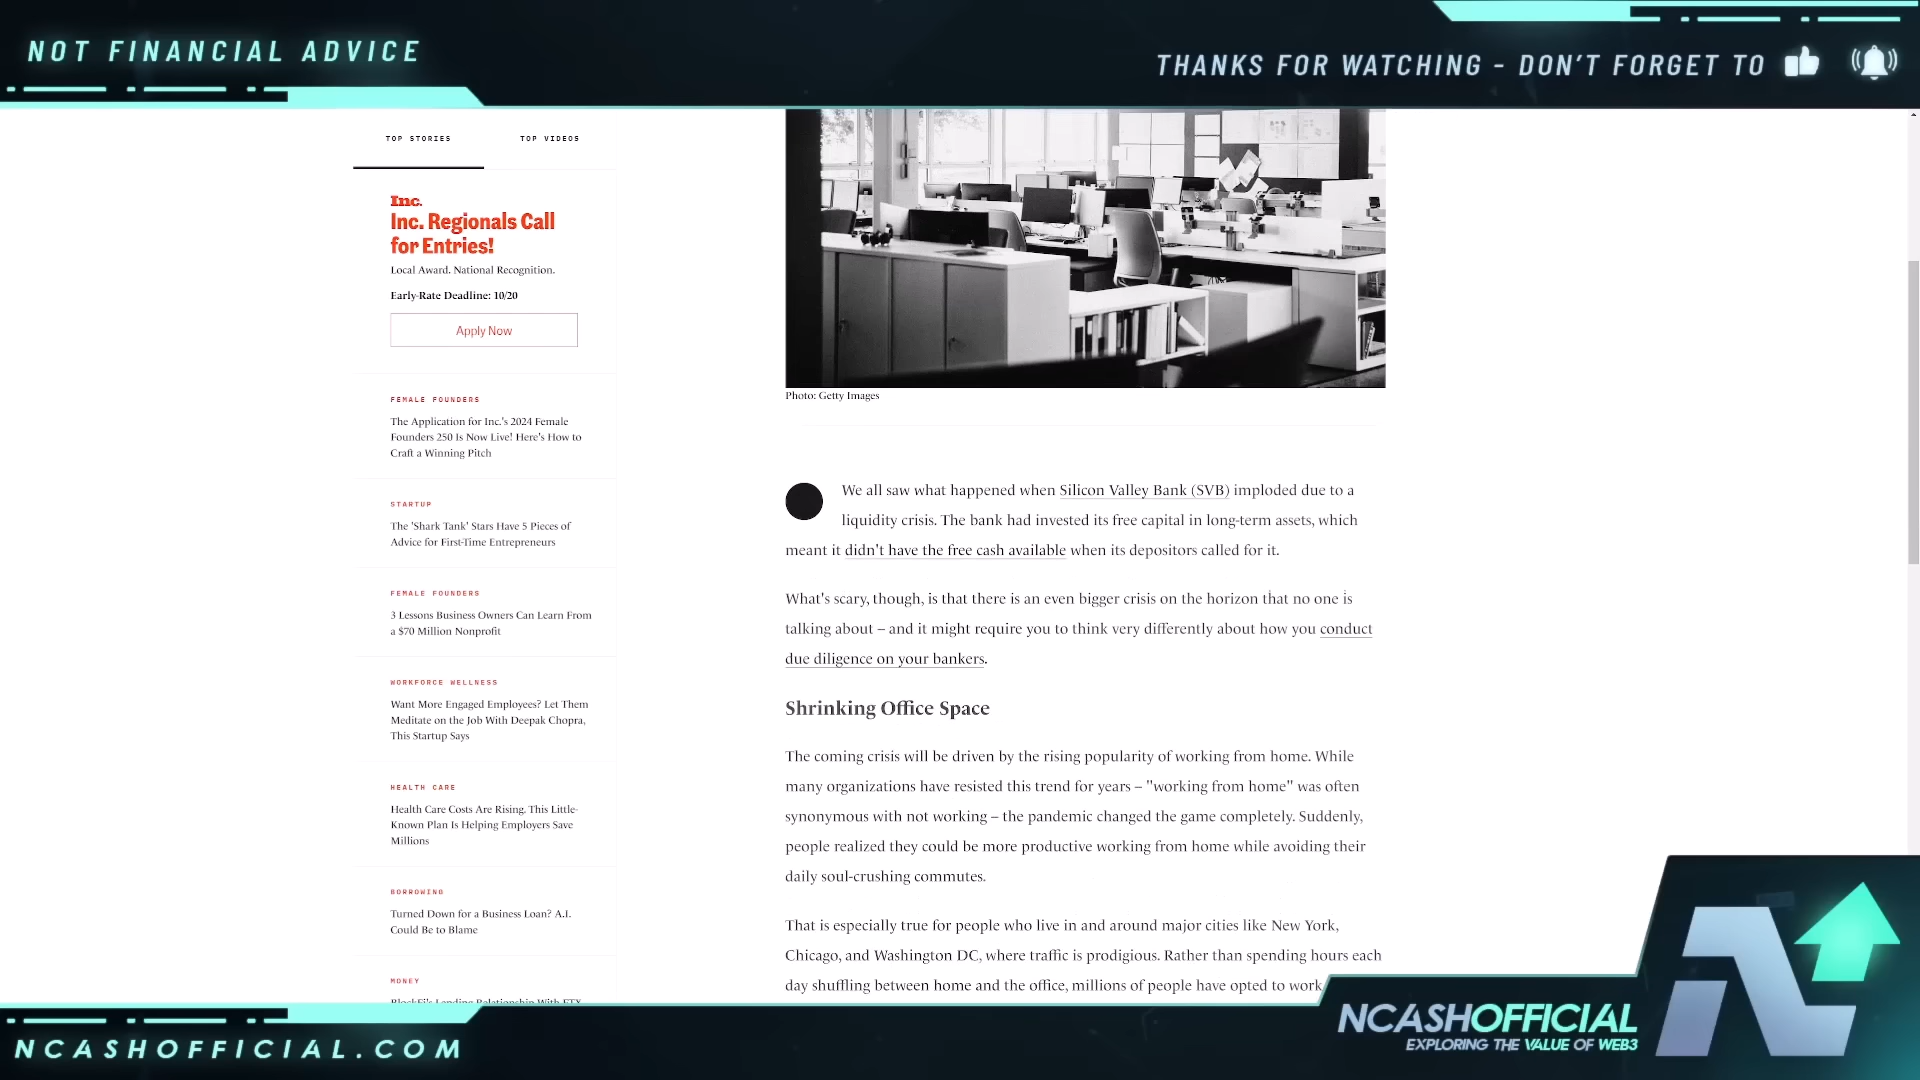 NOT FINANCIAL ADVICE
THANKS FOR WATCHING - DON'T FORGET TO
TOP STORIES
TOP VIDEOS
Inc.
Inc. Regionals Call
for Entries!
Local Award. National Recognition.
Early-Rate Deadline: 10/20
Apply Now
FEMALE FOUNDERS
The Application for Inc.'s 2024 Female
Founders 250 Is Now Live! Here's How to
Craft a Winning Pitch
STARTUP
The 'Shark Tank' Stars Have 5 Pieces of
Advice for First-Time Entrepreneurs
FEMALE FOUNDERS
3 Lessons Business Owners Can Learn From
a $70 Million Nonprofit
WORKFORCE WELLNESS
Want More Engaged Employees? Let Them
Meditate on the Job With Deepak Chopra,
This Startup Says
HEALTH CARE
Health Care Costs Are Rising. This Little-
Known Plan Is Helping Employers Save
Millions
BORROWING
Turned Down for a Business Loan? A.I.
Could Be to Blame
MONEY
BlockFi's Lending Relationship With FTX
Photo: Getty Images
We all saw what happened when Silicon Valley Bank (SVB) imploded due to a
liquidity crisis. The bank had invested its free capital in long-term assets, which
meant it didn't have the free cash available when its depositors called for it.
What's scary, though, is that there is an even bigger crisis on the horizon that no one is
talking about – and it might require you to think very differently about how you conduct
due diligence on your bankers.
Shrinking Office Space
The coming crisis will be driven by the rising popularity of working from home. While
many organizations have resisted this trend for years – "working from home" was often
synonymous with not working – the pandemic changed the game completely. Suddenly,
people realized they could be more productive working from home while avoiding their
daily soul-crushing commutes.
That is especially true for people who live in and around major cities like New York,
Chicago, and Washington DC, where traffic is prodigious. Rather than spending hours each
day shuffling between home and the office, millions of people have opted to work
NCASHOFFICIAL.COM
NCASHOFFICIAL
EXPLORING THE VALUE OF WEB3